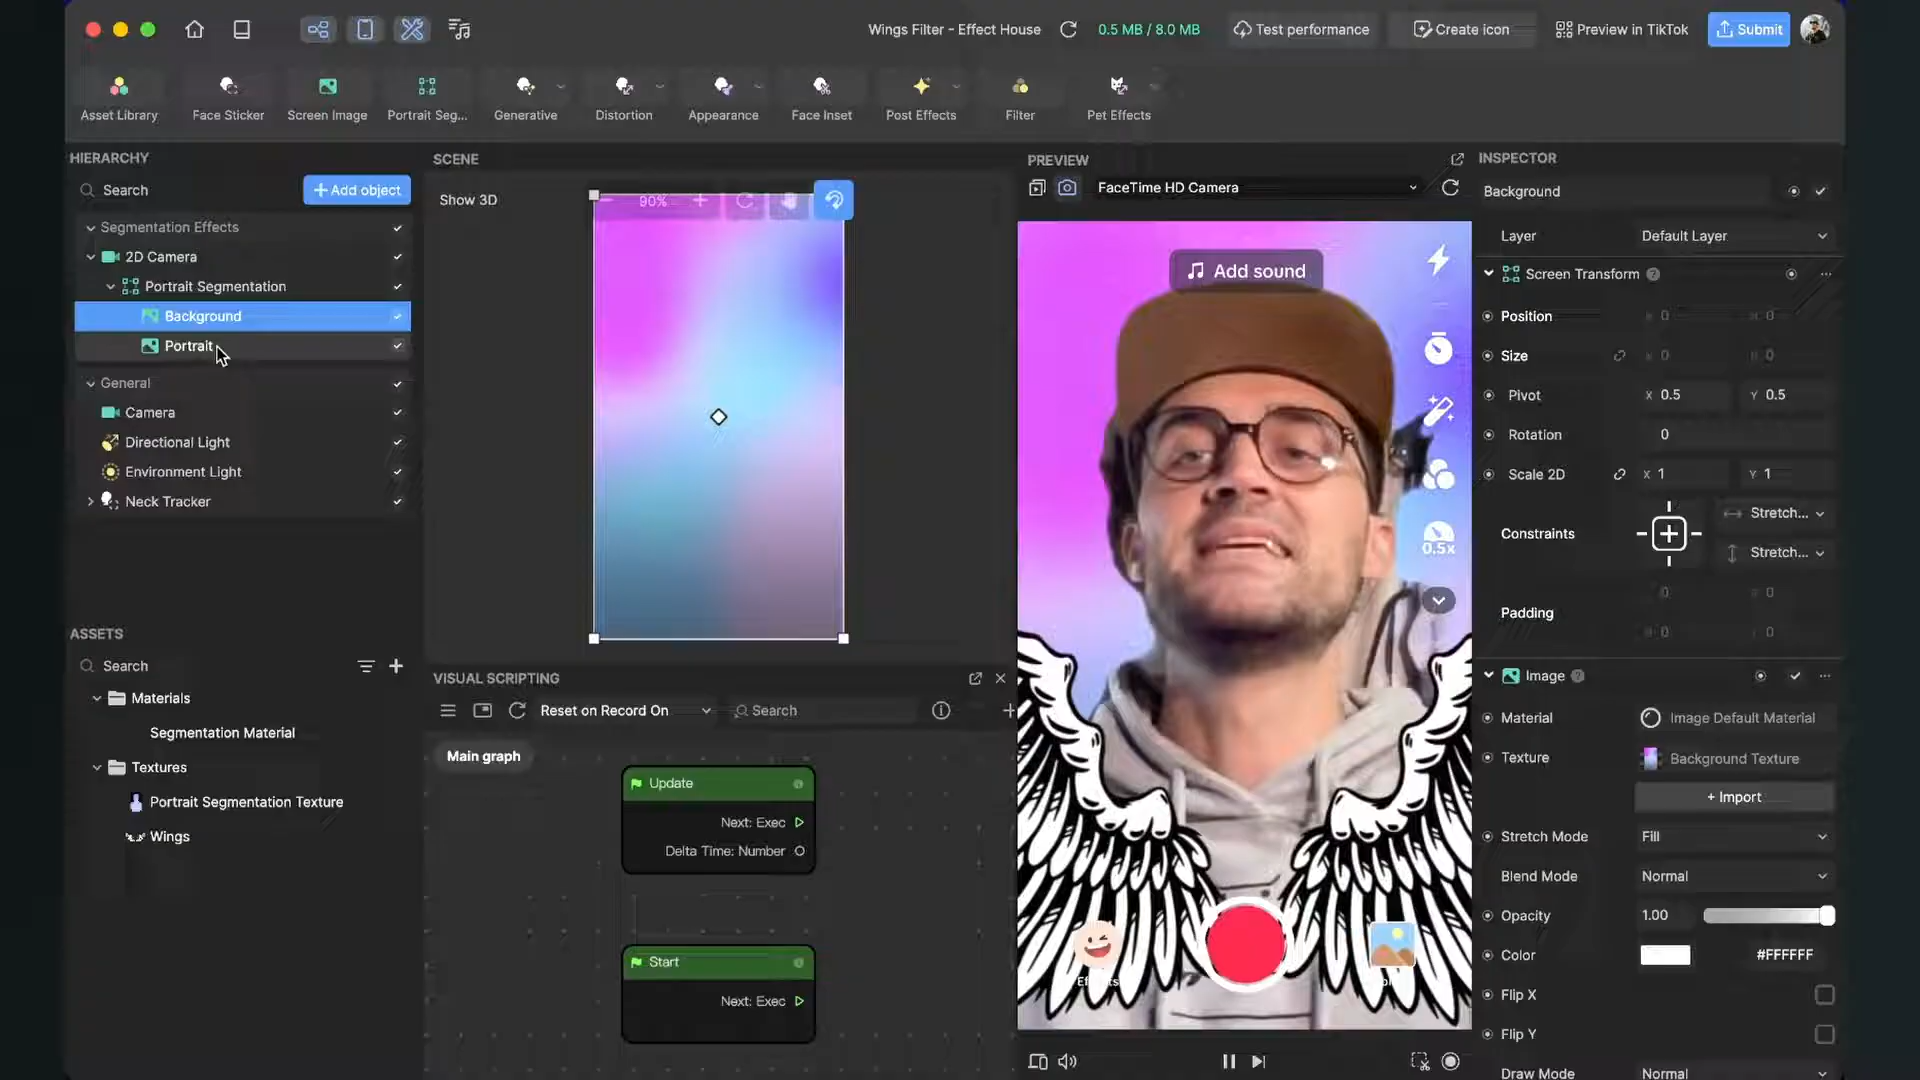 Wings Filter - Effect House
0.5 MB / 8.0 MB
Test performance
Create icon
Preview in TikTok
Submit
Asset Library
Face Sticker
Screen Image
Portrait Seg...
Generative
Distortion
Appearance
Face Inset
Post Effects
Filter
Pet Effects
HIERARCHY
Search
+ Add object
Segmentation Effects
2D Camera
Portrait Segmentation
Background
Portrait
General
Camera
Directional Light
Environment Light
Neck Tracker
ASSETS
Search
Materials
Segmentation Material
Textures
Portrait Segmentation Texture
Wings
SCENE
Show 3D
90%
VISUAL SCRIPTING
Reset on Record On
Search
Main graph
Update
Next: Exec
Delta Time: Number
Start
Next: Exec
PREVIEW
FaceTime HD Camera
Add sound
0.5x
INSPECTOR
Background
Layer
Default Layer
Screen Transform
Position
0
0
Size
0
0
Pivot
X 0.5
Y 0.5
Rotation
0
Scale 2D
X 1
Y 1
Constraints
Stretch...
Stretch...
Padding
0
0
0
0
Image
Material
Image Default Material
Texture
Background Texture
+ Import
Stretch Mode
Fill
Blend Mode
Normal
Opacity
1.00
Color
#FFFFFF
Flip X
Flip Y
Draw Mode
Normal